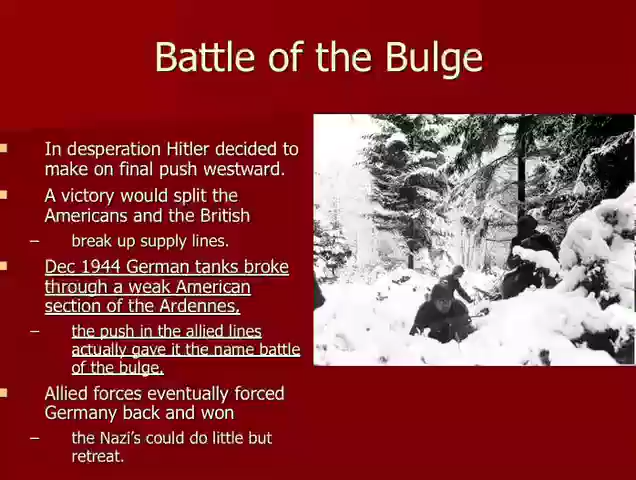 Battle of the Bulge
In desperation Hitler decided to
make on final push westward.
A victory would split the
Americans and the British
– break up supply lines.
Dec 1944 German tanks broke
through a weak American
section of the Ardennes,
– the push in the allied lines
actually gave it the name battle
of the bulge,
Allied forces eventually forced
Germany back and won
– the Nazi's could do little but
retreat.